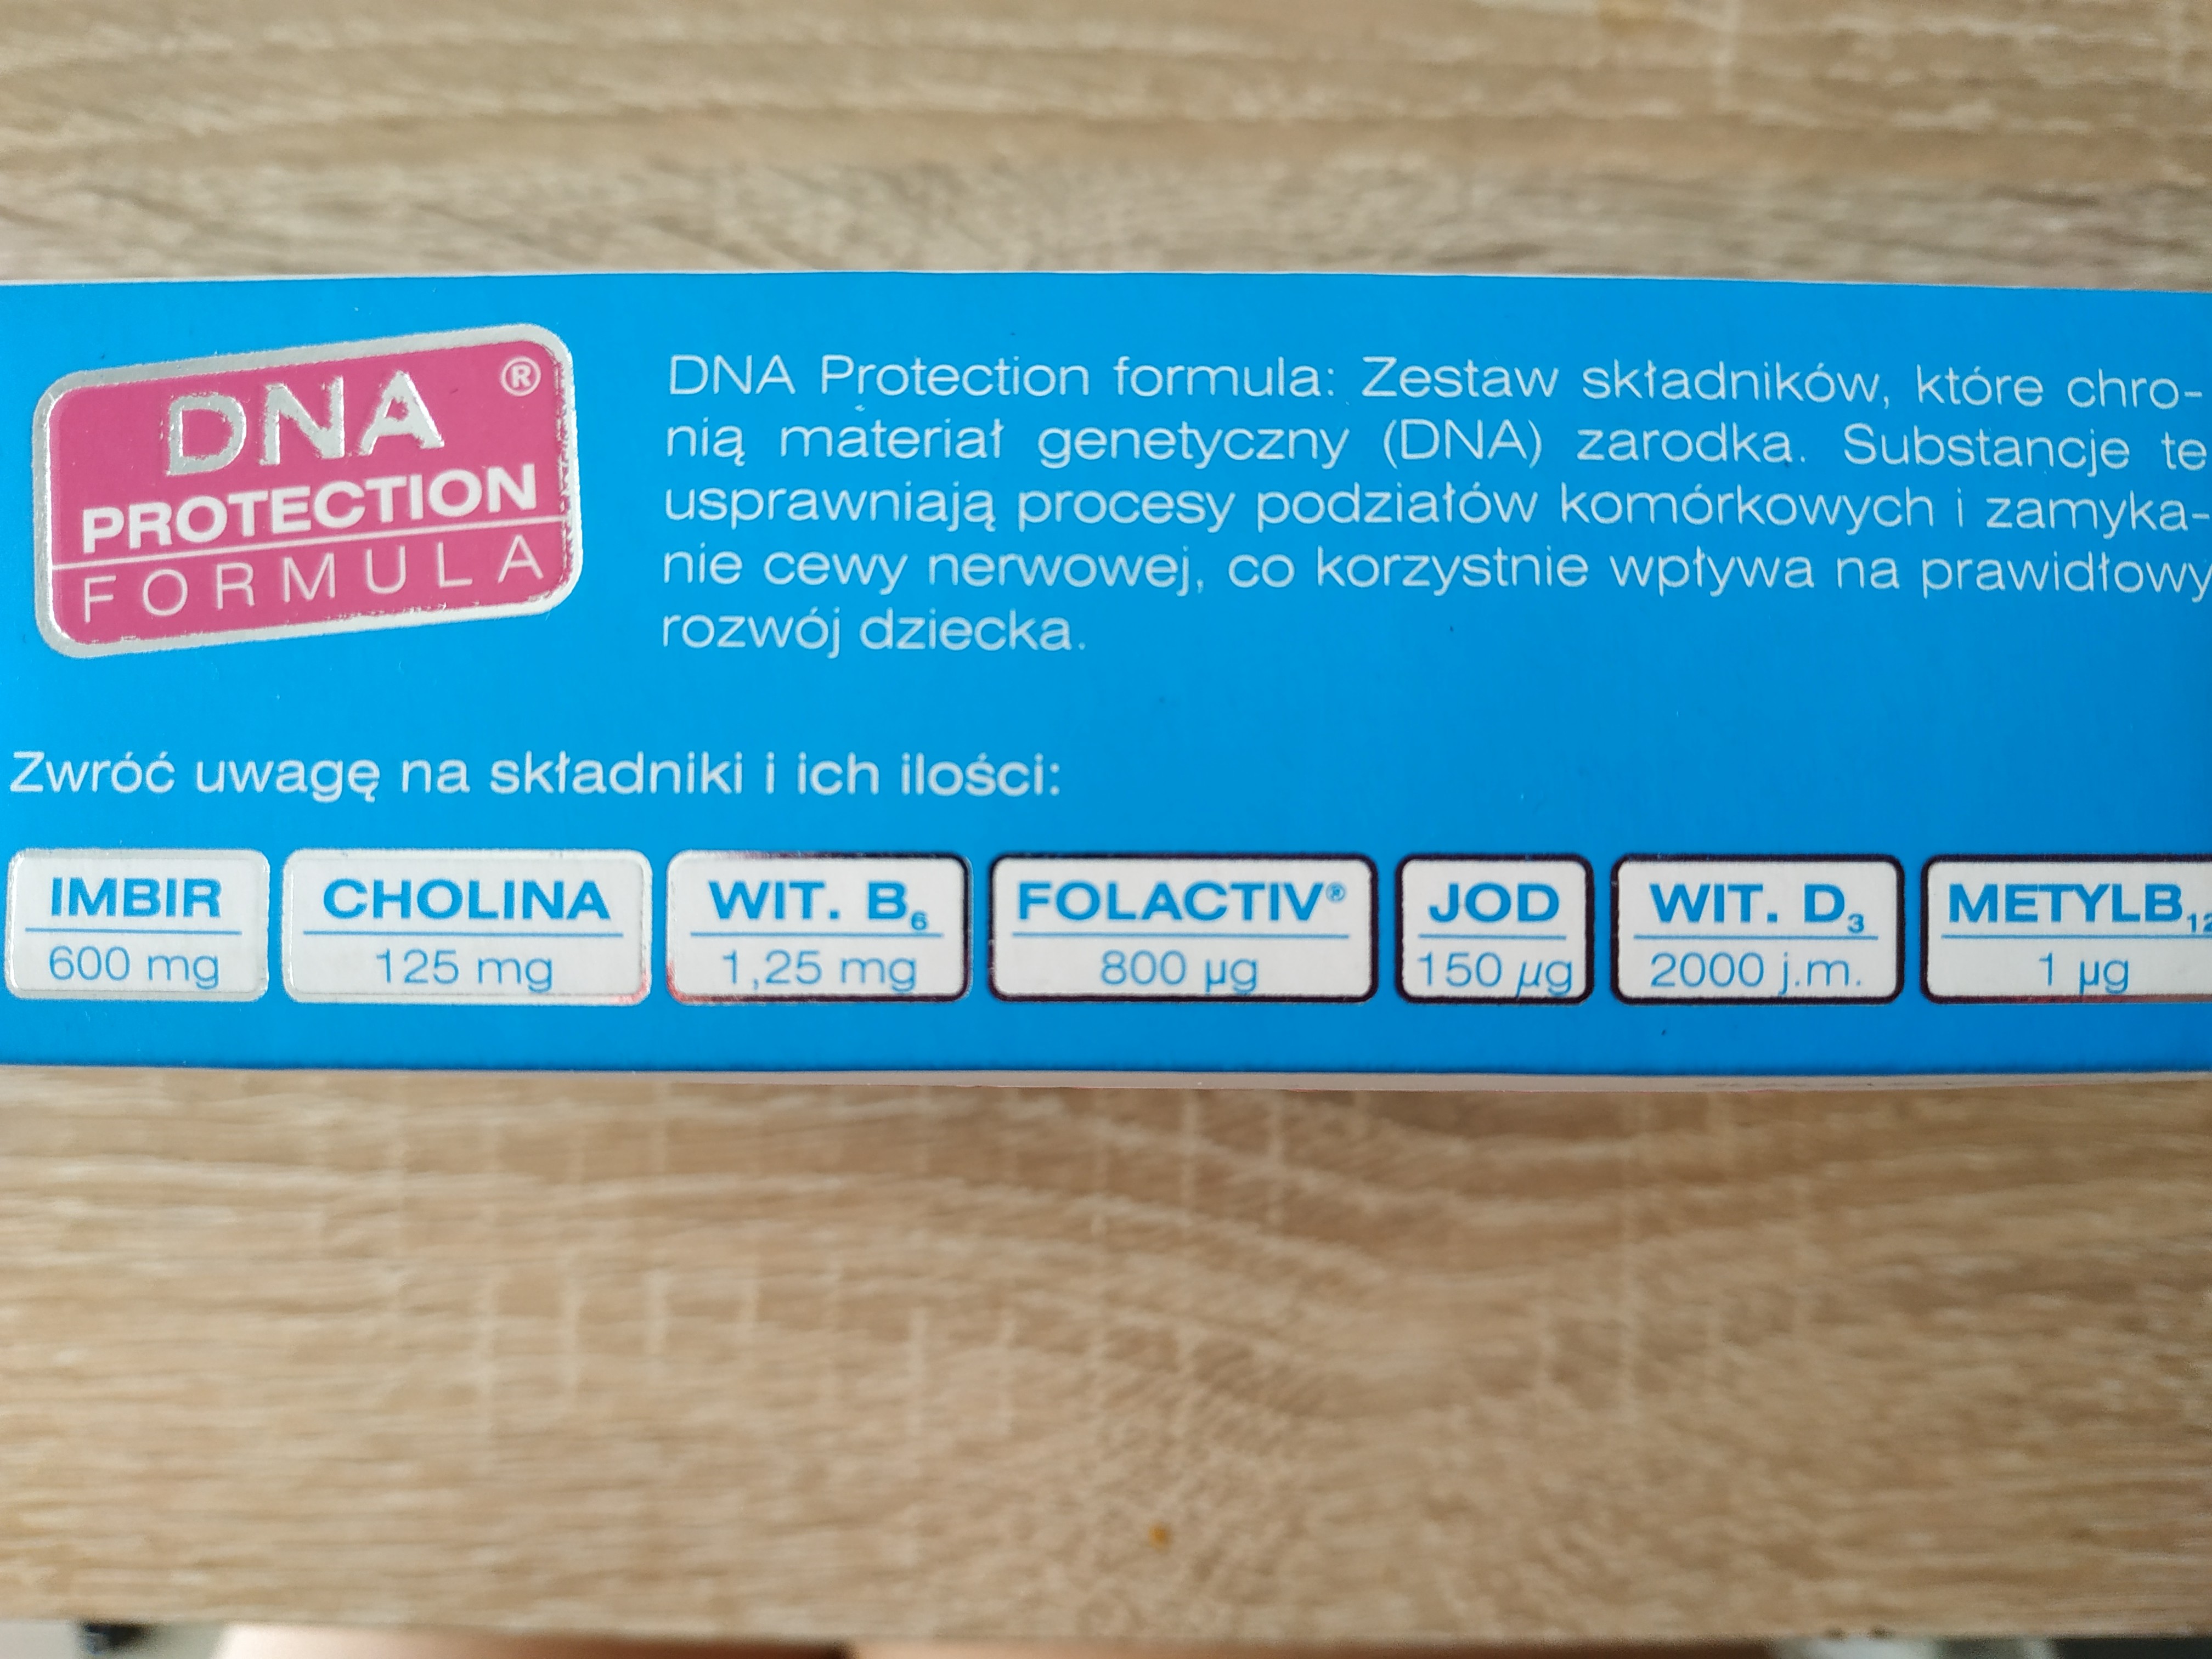 DNA ®
PROTECTION
FORMULA
DNA Protection formula: Zestaw składników, które chro-
nią materiał genetyczny (DNA) zarodka. Substancje te
usprawniają procesy podziałów komórkowych i zamyka-
nie cewy nerwowej, co korzystnie wpływa na prawidłowy
rozwój dziecka.
Zwróć uwagę na składniki i ich ilości:
IMBIR
600 mg
CHOLINA
125 mg
WIT. B₆
1,25 mg
FOLACTIV®
800 µg
JOD
150 µg
WIT. D₃
2000 j.m.
METYLB₁₂
1 µg